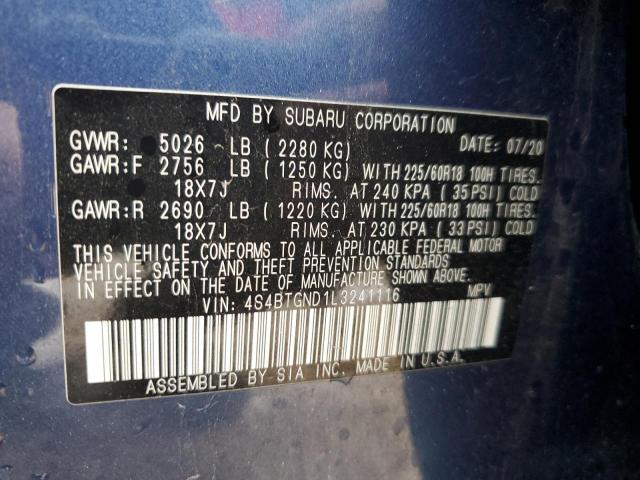 MFD BY SUBARU CORPORATION
GVWR: 5026 LB ( 2280 KG) DATE: 07/20
GAWR:F 2756 LB ( 1250 KG) WITH 225/60R18 100H TIRES.
18X7J RIMS. AT 240 KPA ( 35 PSI) COLD
GAWR:R 2690 LB ( 1220 KG) WITH 225/60R18 100H TIRES.
18X7J RIMS. AT 230 KPA ( 33 PSI) COLD
THIS VEHICLE CONFORMS TO ALL APPLICABLE FEDERAL MOTOR
VEHICLE SAFETY AND THEFT PREVENTION STANDARDS
IN EFFECT ON THE DATE OF MANUFACTURE SHOWN ABOVE.
VIN: 4S4BTGND1L3241116 MPV
ASSEMBLED BY SIA INC. MADE IN U.S.A.